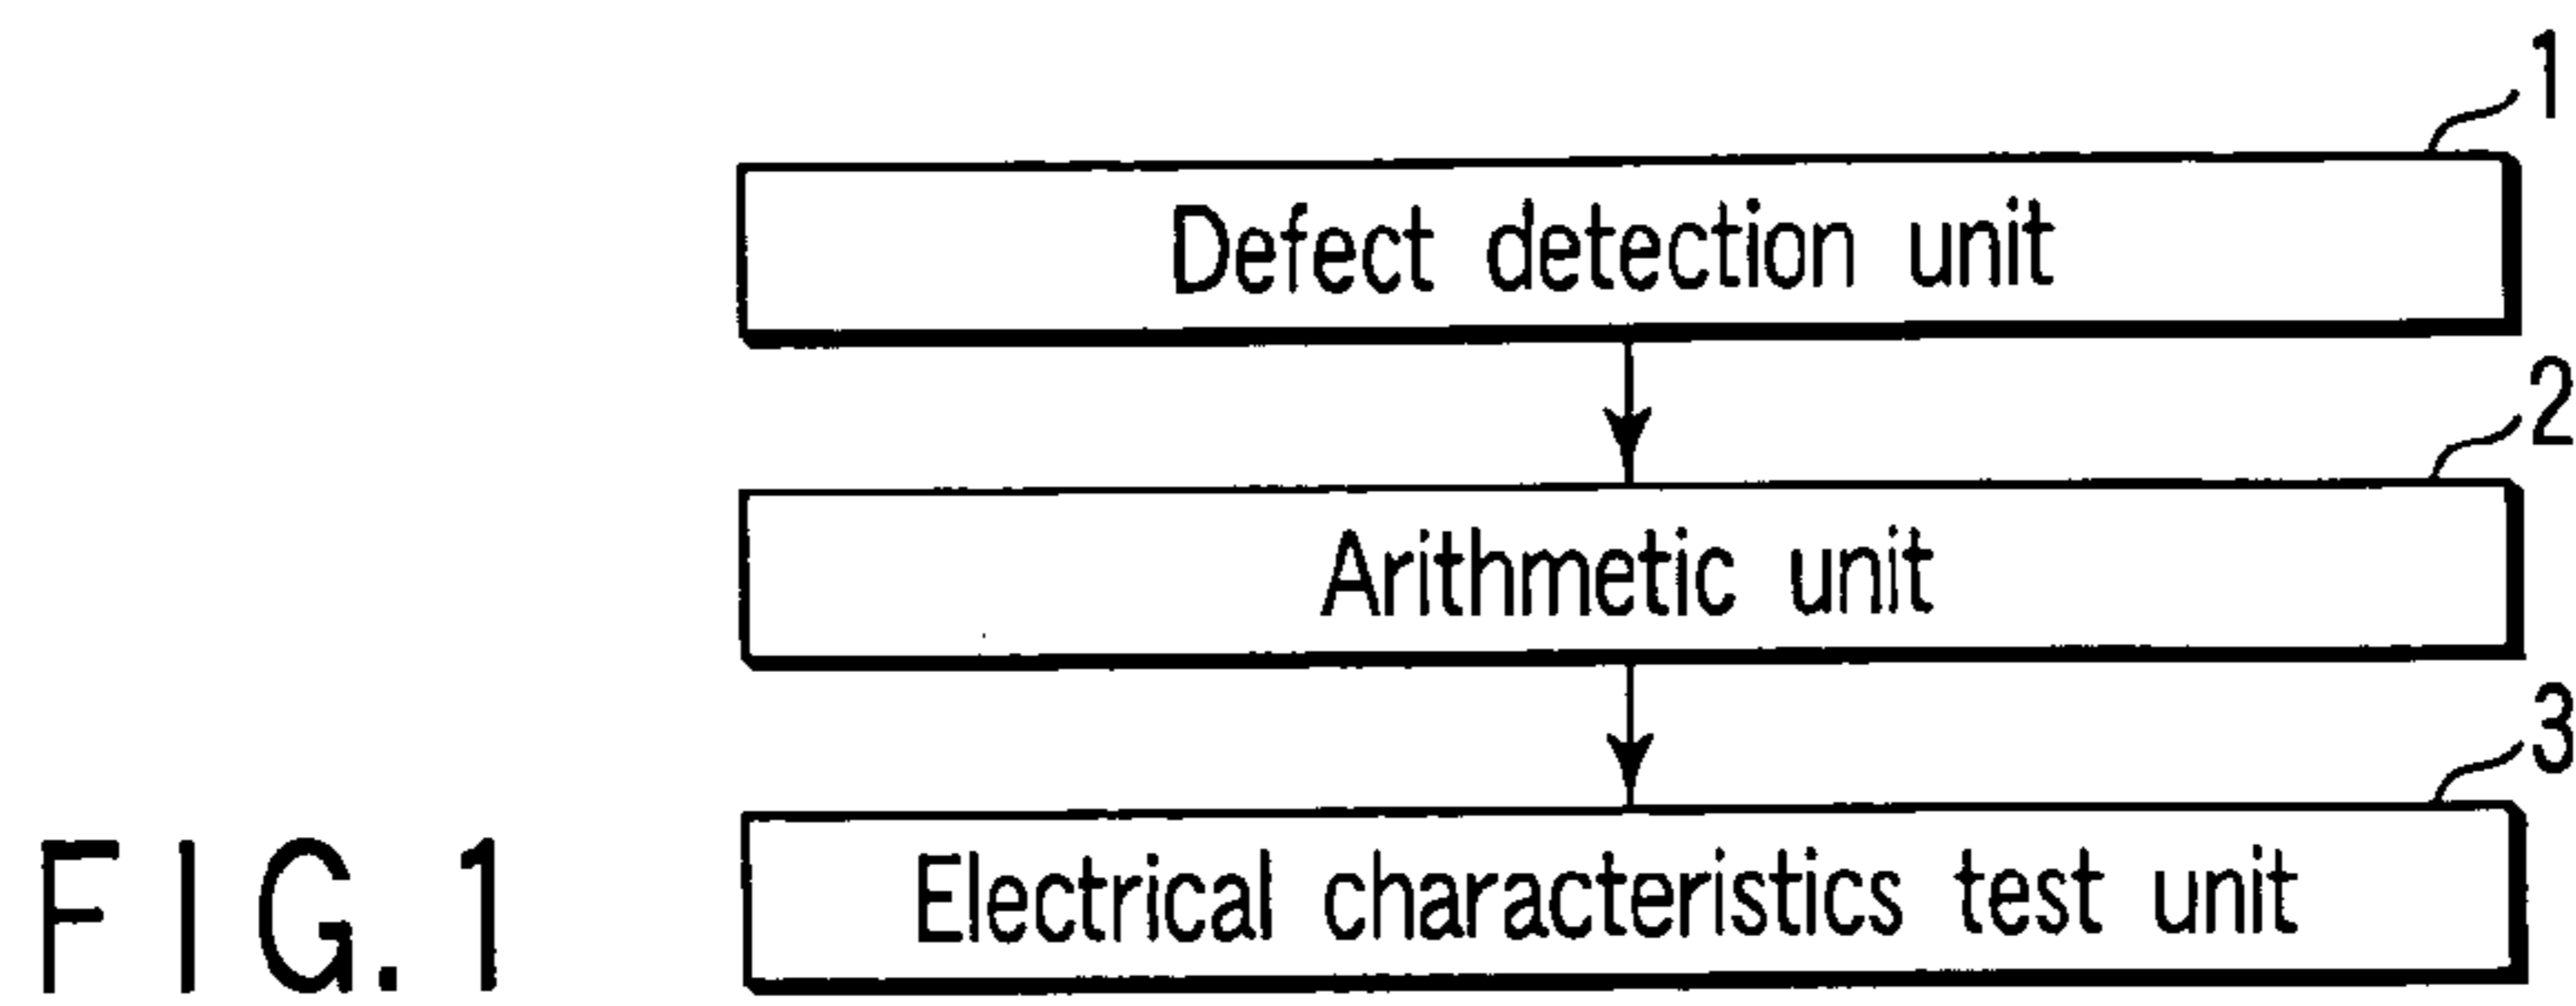 1
Defect detection unit
2
Arithmetic unit
3
Electrical characteristics test unit
FIG. 1